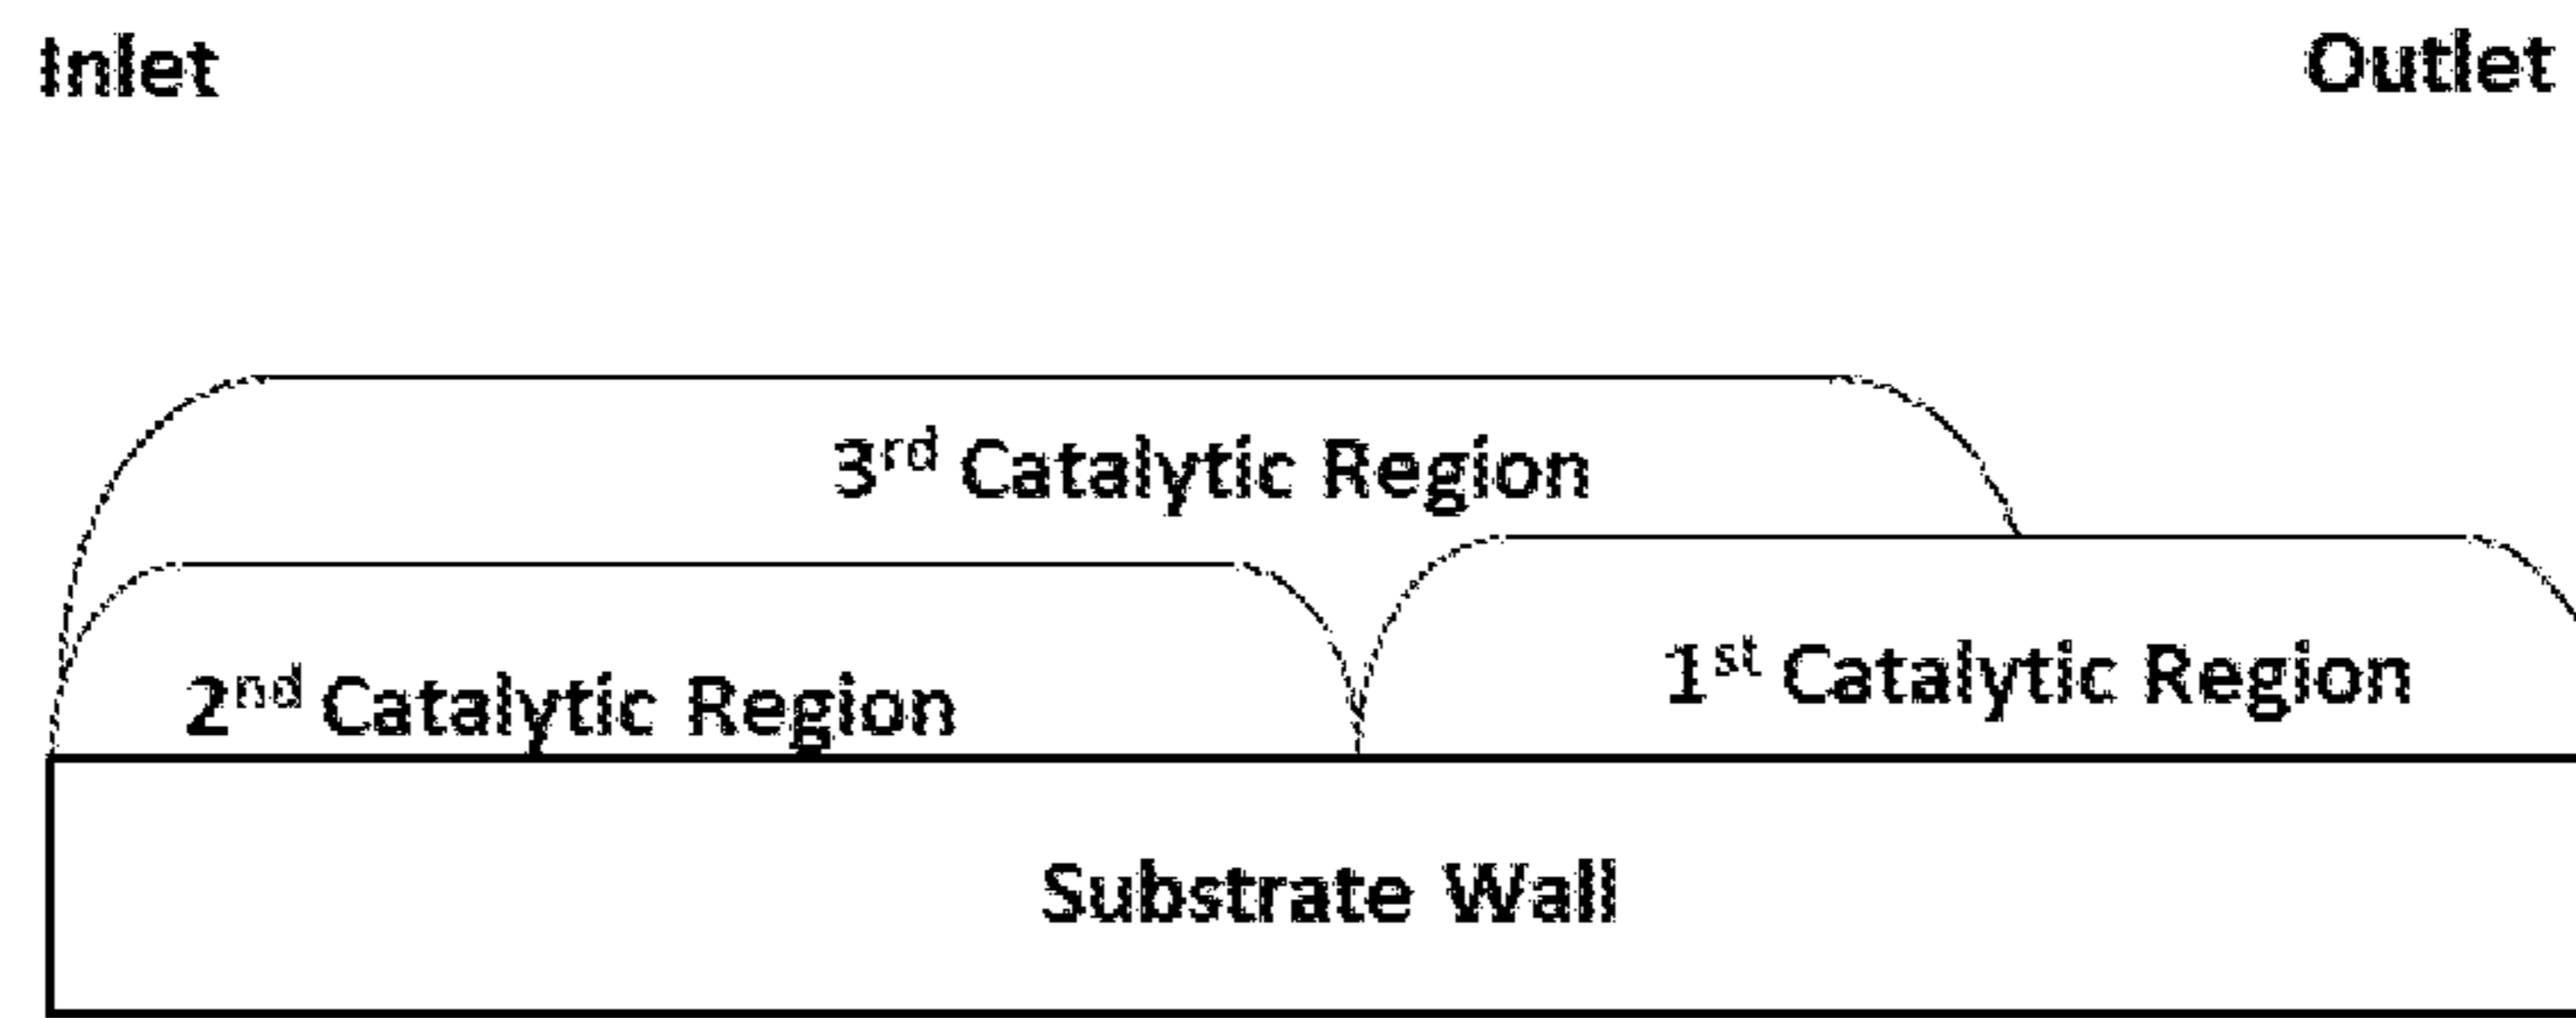 Inlet
Outlet
3rd Catalytic Region
1st Catalytic Region
2nd Catalytic Region
Substrate Wall